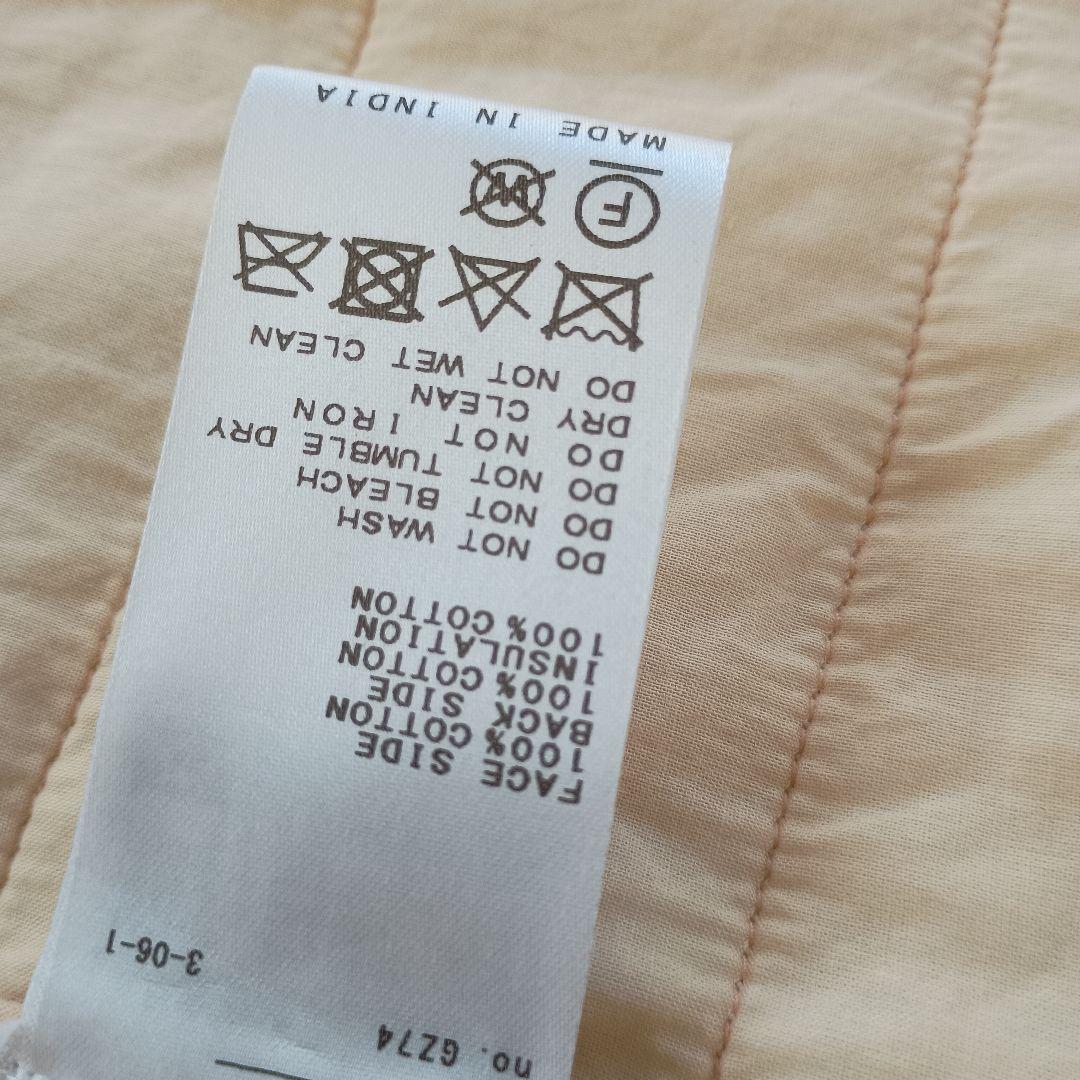 no. GZ74
3-06-1
FACE SIDE
100% COTTON
BACK SIDE
100% COTTON
INSULATION
100% COTTON
DO NOT WASH
DO NOT BLEACH
DO NOT TUMBLE DRY
DO NOT IRON
DRY CLEAN
DO NOT WET CLEAN
F W
MADE IN INDIA